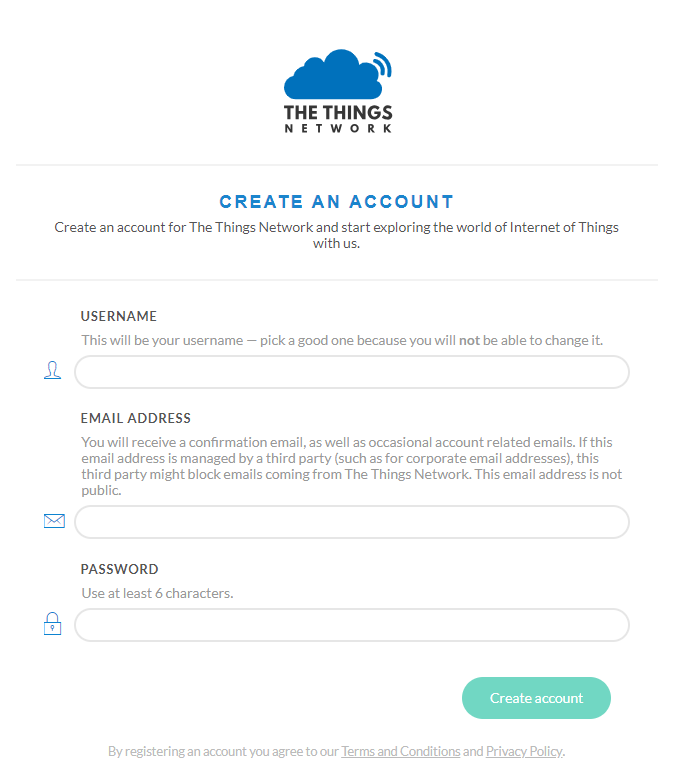 THE THINGS
NETWORK
CREATE AN ACCOUNT
Create an account for The Things Network and start exploring the world of Internet of Things
with us.
USERNAME
This will be your username — pick a good one because you will not be able to change it.
EMAIL ADDRESS
You will receive a confirmation email, as well as occasional account related emails. If this
email address is managed by a third party (such as for corporate email addresses), this
third party might block emails coming from The Things Network. This email address is not
public.
PASSWORD
Use at least 6 characters.
Create account
By registering an account you agree to our Terms and Conditions and Privacy Policy.